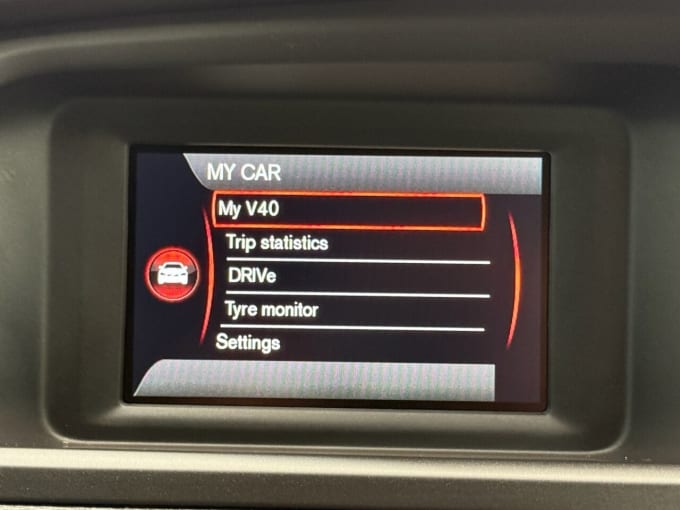 MY CAR
My V40
Trip statistics
DRIVe
Tyre monitor
Settings